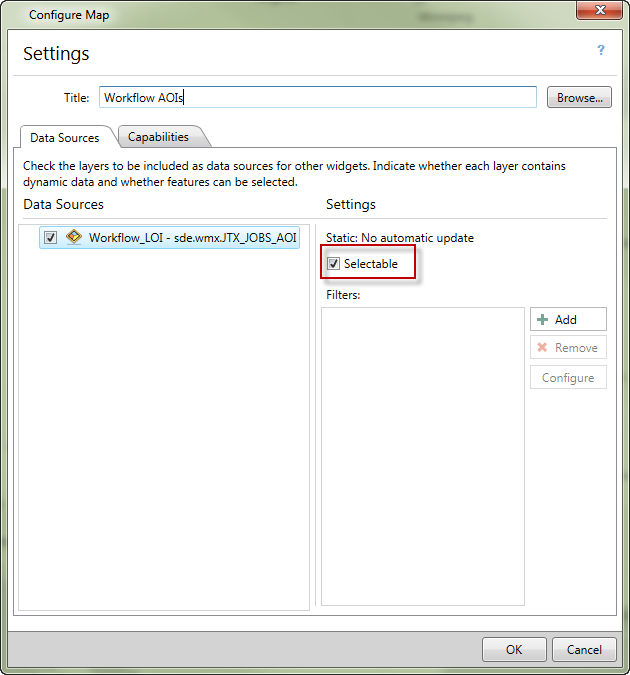 Configure Map
Settings
?
Title: Workflow AOIs Browse...
Data Sources Capabilities
Check the layers to be included as data sources for other widgets. Indicate whether each layer contains
dynamic data and whether features can be selected.
Data Sources Settings
Workflow_LOI - sde.wmx.JTX_JOBS_AOI Static: No automatic update
Selectable
Filters:
Add
Remove
Configure
OK Cancel